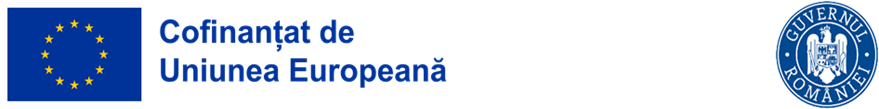 Cofinanțat de
Uniunea Europeană
GUVERNUL
ROMÂNIEI